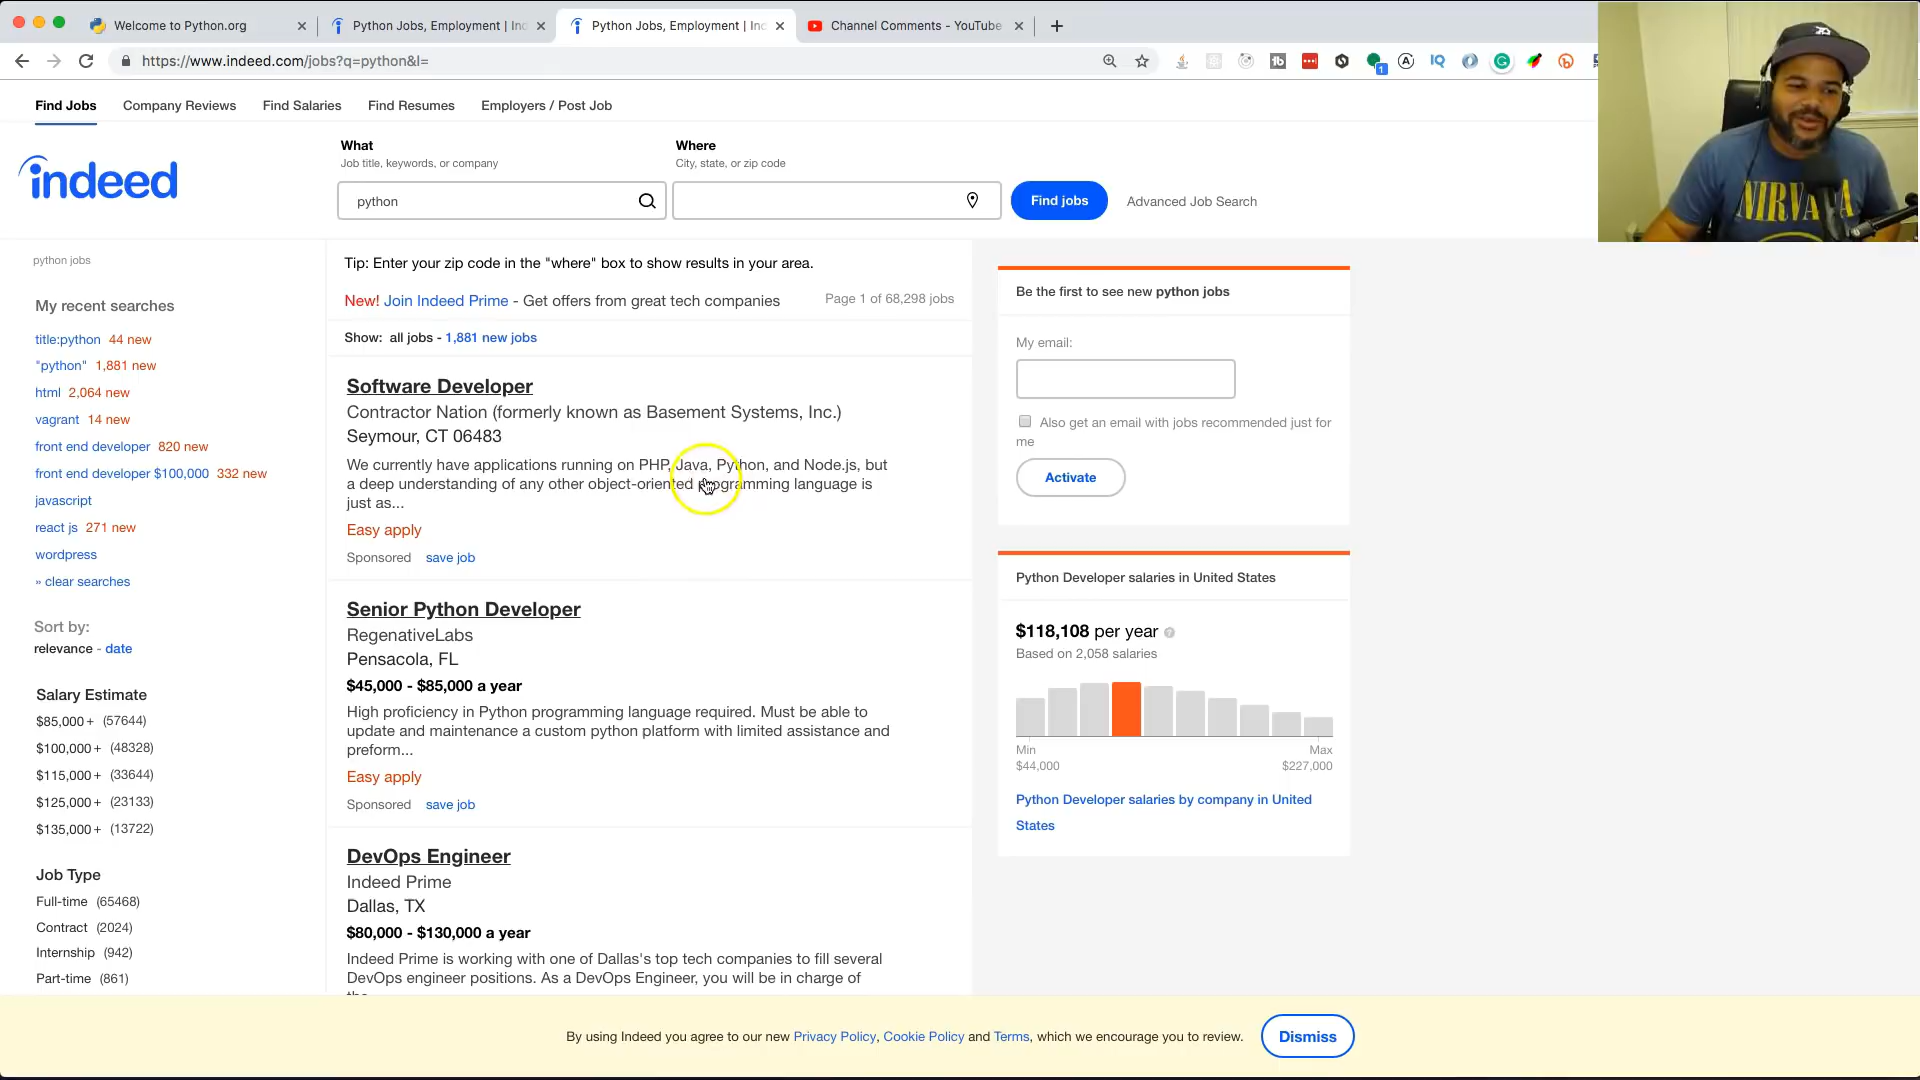 Welcome to Python.org
Python Jobs, Employment | Ind
Python Jobs, Employment | Ind
Channel Comments - YouTube
https://www.indeed.com/jobs?q=python&l=
Find Jobs
Company Reviews
Find Salaries
Find Resumes
Employers / Post Job
indeed
What
Job title, keywords, or company
Where
City, state, or zip code
python
Find jobs
Advanced Job Search
NIRVANA
python jobs
My recent searches
title:python 44 new
"python" 1,881 new
html 2,064 new
vagrant 14 new
front end developer 820 new
front end developer $100,000 332 new
javascript
react js 271 new
wordpress
» clear searches
Sort by:
relevance - date
Salary Estimate
$85,000+ (57644)
$100,000+ (48328)
$115,000+ (33644)
$125,000+ (23133)
$135,000+ (13722)
Job Type
Full-time (65468)
Contract (2024)
Internship (942)
Part-time (861)
Tip: Enter your zip code in the "where" box to show results in your area.
New! Join Indeed Prime - Get offers from great tech companies
Page 1 of 68,298 jobs
Show: all jobs - 1,881 new jobs
Software Developer
Contractor Nation (formerly known as Basement Systems, Inc.)
Seymour, CT 06483
We currently have applications running on PHP, Java, Python, and Node.js, but
a deep understanding of any other object-oriented programming language is
just as...
Easy apply
Sponsored save job
Senior Python Developer
RegenativeLabs
Pensacola, FL
$45,000 - $85,000 a year
High proficiency in Python programming language required. Must be able to
update and maintenance a custom python platform with limited assistance and
preform...
Easy apply
Sponsored save job
DevOps Engineer
Indeed Prime
Dallas, TX
$80,000 - $130,000 a year
Indeed Prime is working with one of Dallas's top tech companies to fill several
DevOps engineer positions. As a DevOps Engineer, you will be in charge of
Be the first to see new python jobs
My email:
Also get an email with jobs recommended just for
me
Activate
Python Developer salaries in United States
$118,108 per year
Based on 2,058 salaries
Min
Max
$44,000
$227,000
Python Developer salaries by company in United
States
By using Indeed you agree to our new Privacy Policy, Cookie Policy and Terms, which we encourage you to review.
Dismiss